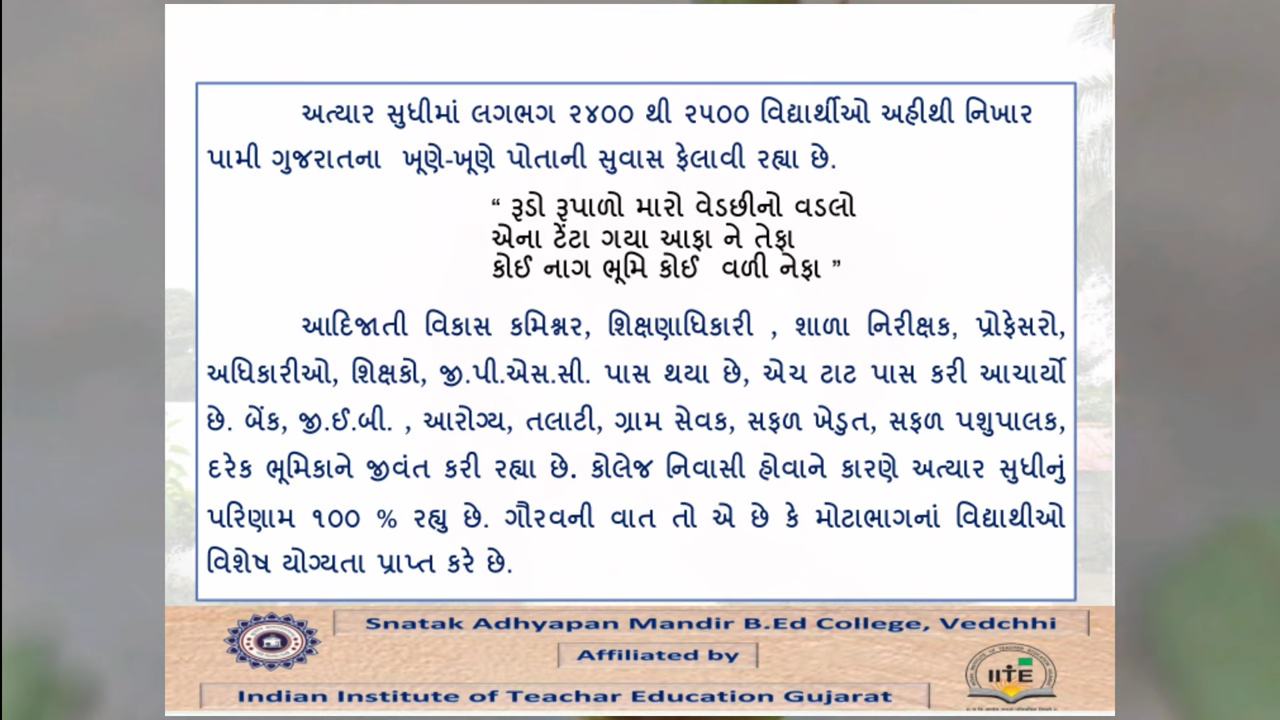 અત્યાર સુધીમાં લગભગ ૨૪૦૦ થી ૨૫૦૦ વિદ્યાર્થીઓ અહીથી નિખાર
પામી ગુજરાતના ખૂણે-ખૂણે પોતાની સુવાસ ફેલાવી રહ્યા છે.
“ રૂડો રૂપાળો મારો વેડછીનો વડલો
એના ટેંટા ગયા આફ્રા ને તેફા
કોઈ નાગ ભૂમિ કોઈ વળી નેફા ”
આદિજાતી વિકાસ કમિશ્નર, શિક્ષણાધિકારી , શાળા નિરીક્ષક, પ્રોફેસરો,
અધિકારીઓ, શિક્ષકો, જી.પી.એસ.સી. પાસ થયા છે, એચ ટાટ પાસ કરી આચાર્યો
છે. બેંક, જી.ઈ.બી. , આરોગ્ય, તલાટી, ગ્રામ સેવક, સફળ ખેડુત, સફળ પશુપાલક,
દરેક ભૂમિકાને જીવંત કરી રહ્યા છે. કોલેજ નિવાસી હોવાને કારણે અત્યાર સુધીનું
પરિણામ ૧૦૦ % રહ્યુ છે. ગૌરવની વાત તો એ છે કે મોટાભાગનાં વિદ્યાથીઓ
વિશેષ યોગ્યતા પ્રાપ્ત કરે છે.
Snatak Adhyapan Mandir B.Ed College, Vedchhi
Affiliated by
IITE
Indian Institute of Teachar Education Gujarat